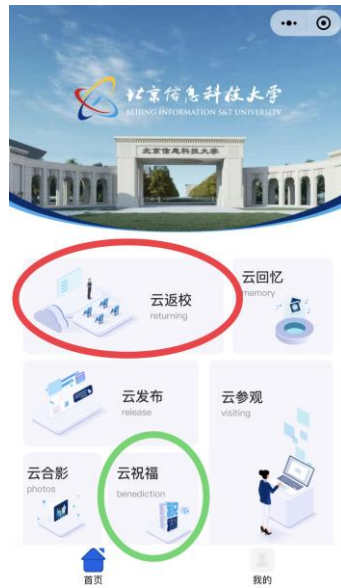 北京信息科技大学
BEIJING INFORMATION S&T UNIVERSITY
北京信息科技大学
云返校
returning
云回忆
memory
云发布
release
云参观
visiting
云合影
photos
云祝福
benediction
首页
我的